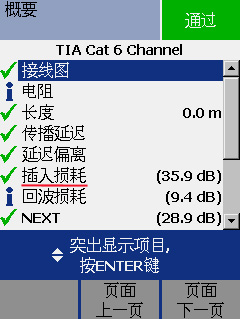 概要
通过
TIA Cat 6 Channel
接线图
电阻
长度 0.0 m
传播延迟
延迟偏离
插入损耗 (35.9 dB)
回波损耗 (9.4 dB)
NEXT (28.9 dB)
突出显示项目,
按ENTER键
页面
上一页
页面
下一页